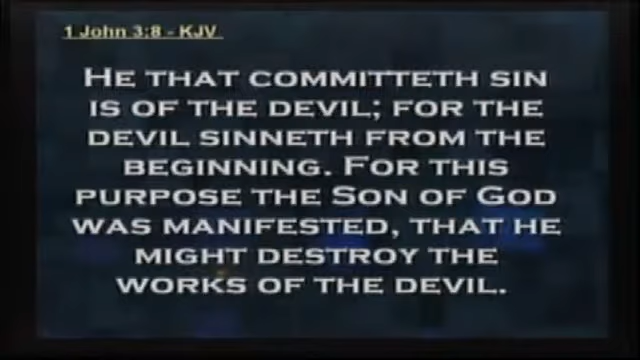 1 John 3:8 - KJV
HE THAT COMMITTETH SIN
IS OF THE DEVIL; FOR THE
DEVIL SINNETH FROM THE
BEGINNING. FOR THIS
PURPOSE THE SON OF GOD
WAS MANIFESTED, THAT HE
MIGHT DESTROY THE
WORKS OF THE DEVIL.